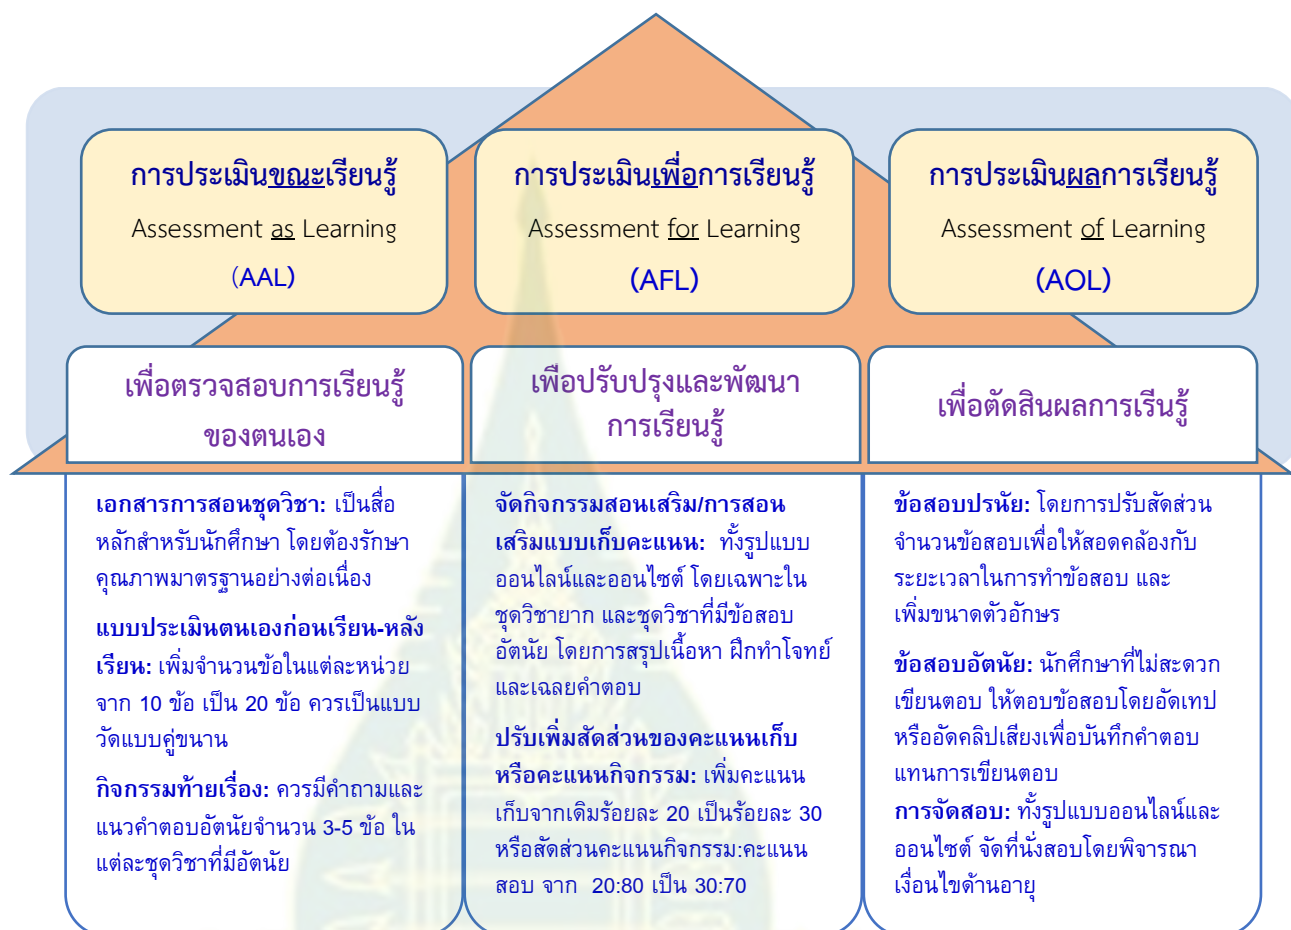 การประเมินขณะเรียนรู้
Assessment as Learning
(AAL)
เพื่อตรวจสอบการเรียนรู้
ของตนเอง
เอกสารการสอนชุดวิชา: เป็นสื่อ
หลักสำหรับนักศึกษา โดยต้องรักษา
คุณภาพมาตรฐานอย่างต่อเนื่อง
แบบประเมินตนเองก่อนเรียน-หลัง
เรียน: เพิ่มจำนวนข้อในแต่ละหน่วย
จาก 10 ข้อ เป็น 20 ข้อ ควรเป็นแบบ
วัดแบบคู่ขนาน
กิจกรรมท้ายเรื่อง: ควรมีคำถามและ
แนวคำตอบอัตนัยจำนวน 3-5 ข้อ ใน
แต่ละชุดวิชาที่มีอัตนัย
การประเมินเพื่อการเรียนรู้
Assessment for Learning
(AFL)
เพือปรับปรุงและพัฒนา
การเรียนรู้
จัดกิจกรรมสอนเสริม/การสอน
เสริมแบบเก็บคะแนน: ทั้งรูปแบบ
ออนไลน์และออนไซต์ โดยเฉพาะใน
ชุดวิชายาก และชุดวิชาที่มีข้อสอบ
อัตนัย โดยการสรุปเนื้อหา ฝึกทำโจทย์
และเฉลยคำตอบ
ปรับเพิ่มสัดส่วนของคะแนนเก็บ
หรือคะแนนกิจกรรม: เพิ่มคะแนน
เก็บจากเดิมร้อยละ 20 เป็นร้อยละ 30
หรือสัดส่วนคะแนนกิจกรรม:คะแนน
สอบ จาก 20:80 เป็น 30:70
การประเมินผลการเรียนรู้
Assessment of Learning
(AOL)
เพื่อตัดสินผลการเรีนรู้
ข้อสอบปรนัย: โดยการปรับสัดส่วน
จำนวนข้อสอบเพื่อให้สอดคล้องกับ
ระยะเวลาในการทำข้อสอบ และ
เพิ่มขนาดตัวอักษร
ข้อสอบอัตนัย: นักศึกษาที่ไม่สะดวก
เขียนตอบ ให้ตอบข้อสอบโดยอัดเทป
หรืออัดคลิปเสียงเพื่อบันทึกคำตอบ
แทนการเขียนตอบ
การจัดสอบ: ทั้งรูปแบบออนไลน์และ
ออนไซต์ จัดที่นั่งสอบโดยพิจารณา
เงื่อนไขด้านอายุ